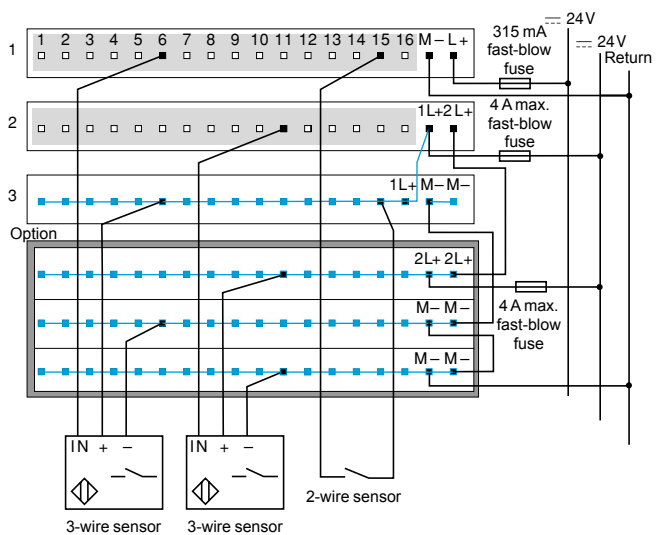 24V
315 mA
fast-blow
fuse
24V
Return
1 1 2 3 4 5 6 7 8 9 10 11 12 13 14 15 16 M – L +
4 A max.
fast-blow
fuse
2 1L+ 2L+
3 1L+ M – M –
Option
2L+ 2L+
4 A max.
fast-blow
fuse
M – M –
M – M –
IN + –
IN + –
2-wire sensor
3-wire sensor 3-wire sensor